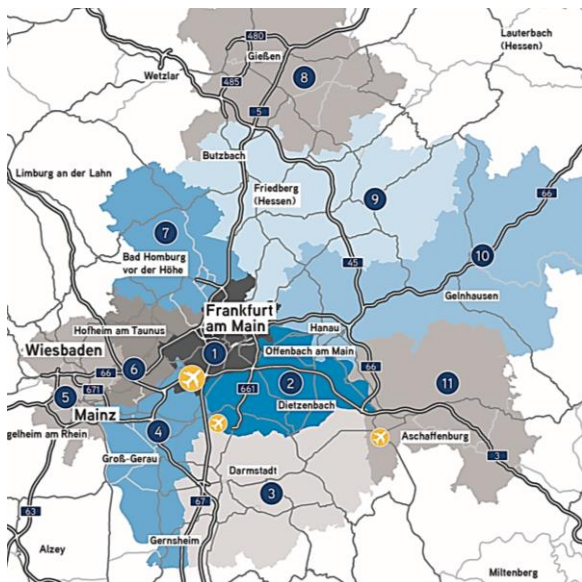 480
Gießen
Lauterbach
(Hessen)
Wetzlar
485
8
5
Butzbach
Limburg an der Lahn
Friedberg
(Hessen)
9
66
7
10
Bad Homburg
vor der Höhe
45
Gelnhausen
Frankfurt
am Main
Hofheim am Taunus
Hanau
Wiesbaden
1
Offenbach am Main
6
66
66
11
671
2
5
661
Mainz
Dietzenbach
gelheim am Rhein
4
Aschaffenburg
Groß-Gerau
3
Darmstadt
3
67
63
Gernsheim
Alzey
Miltenberg